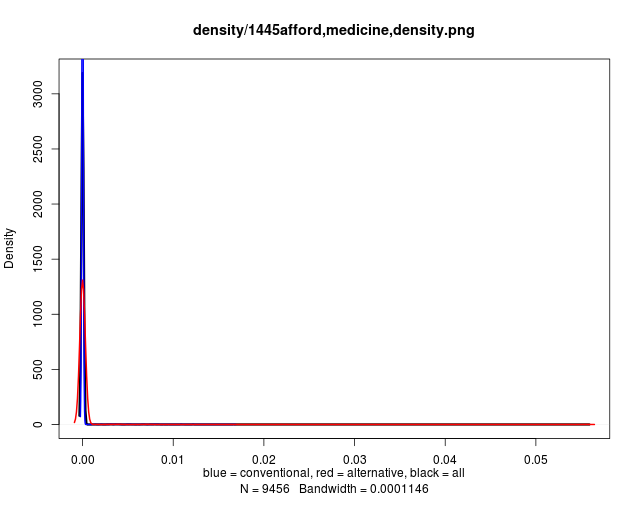 density/1445afford,medicine,density.png
Density
3000
2500
2000
1500
1000
500
0
0.00 0.01 0.02 0.03 0.04 0.05
blue = conventional, red = alternative, black = all
N = 9456 Bandwidth = 0.0001146